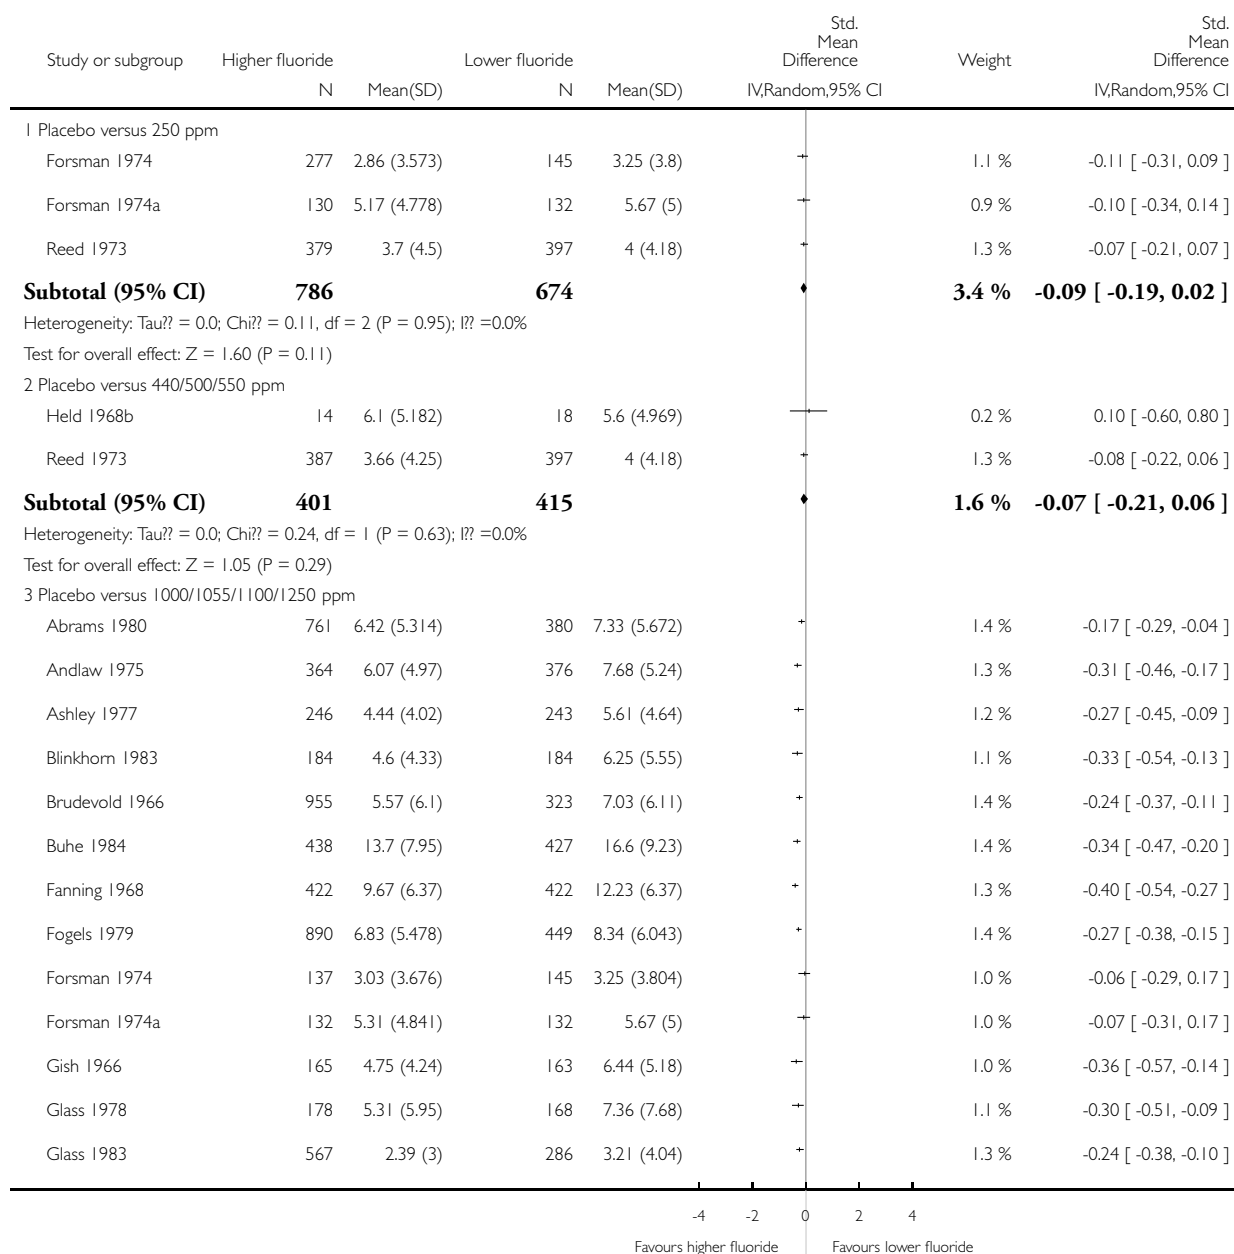 Study or subgroup Higher fluoride Lower fluoride Std. Mean Difference Weight Std. Mean Difference
N Mean(SD) N Mean(SD) IV,Random,95% CI IV,Random,95% CI
1 Placebo versus 250 ppm
Forsman 1974 277 2.86 (3.573) 145 3.25 (3.8) 1.1 % -0.11 [ -0.31, 0.09 ]
Forsman 1974a 130 5.17 (4.778) 132 5.67 (5) 0.9 % -0.10 [ -0.34, 0.14 ]
Reed 1973 379 3.7 (4.5) 397 4 (4.18) 1.3 % -0.07 [ -0.21, 0.07 ]
Subtotal (95% CI) 786 674 3.4 % -0.09 [ -0.19, 0.02 ]
Heterogeneity: Tau?? = 0.0; Chi?? = 0.11, df = 2 (P = 0.95); I?? =0.0%
Test for overall effect: Z = 1.60 (P = 0.11)
2 Placebo versus 440/500/550 ppm
Held 1968b 14 6.1 (5.182) 18 5.6 (4.969) 0.2 % 0.10 [ -0.60, 0.80 ]
Reed 1973 387 3.66 (4.25) 397 4 (4.18) 1.3 % -0.08 [ -0.22, 0.06 ]
Subtotal (95% CI) 401 415 1.6 % -0.07 [ -0.21, 0.06 ]
Heterogeneity: Tau?? = 0.0; Chi?? = 0.24, df = 1 (P = 0.63); I?? =0.0%
Test for overall effect: Z = 1.05 (P = 0.29)
3 Placebo versus 1000/1055/1100/1250 ppm
Abrams 1980 761 6.42 (5.314) 380 7.33 (5.672) 1.4 % -0.17 [ -0.29, -0.04 ]
Andlaw 1975 364 6.07 (4.97) 376 7.68 (5.24) 1.3 % -0.31 [ -0.46, -0.17 ]
Ashley 1977 246 4.44 (4.02) 243 5.61 (4.64) 1.2 % -0.27 [ -0.45, -0.09 ]
Blinkhorn 1983 184 4.6 (4.33) 184 6.25 (5.55) 1.1 % -0.33 [ -0.54, -0.13 ]
Brudevold 1966 955 5.57 (6.1) 323 7.03 (6.11) 1.4 % -0.24 [ -0.37, -0.11 ]
Buhe 1984 438 13.7 (7.95) 427 16.6 (9.23) 1.4 % -0.34 [ -0.47, -0.20 ]
Fanning 1968 422 9.67 (6.37) 422 12.23 (6.37) 1.3 % -0.40 [ -0.54, -0.27 ]
Fogels 1979 890 6.83 (5.478) 449 8.34 (6.043) 1.4 % -0.27 [ -0.38, -0.15 ]
Forsman 1974 137 3.03 (3.676) 145 3.25 (3.804) 1.0 % -0.06 [ -0.29, 0.17 ]
Forsman 1974a 132 5.31 (4.841) 132 5.67 (5) 1.0 % -0.07 [ -0.31, 0.17 ]
Gish 1966 165 4.75 (4.24) 163 6.44 (5.18) 1.0 % -0.36 [ -0.57, -0.14 ]
Glass 1978 178 5.31 (5.95) 168 7.36 (7.68) 1.1 % -0.30 [ -0.51, -0.09 ]
Glass 1983 567 2.39 (3) 286 3.21 (4.04) 1.3 % -0.24 [ -0.38, -0.10 ]
-4 -2 0 2 4
Favours higher fluoride Favours lower fluoride